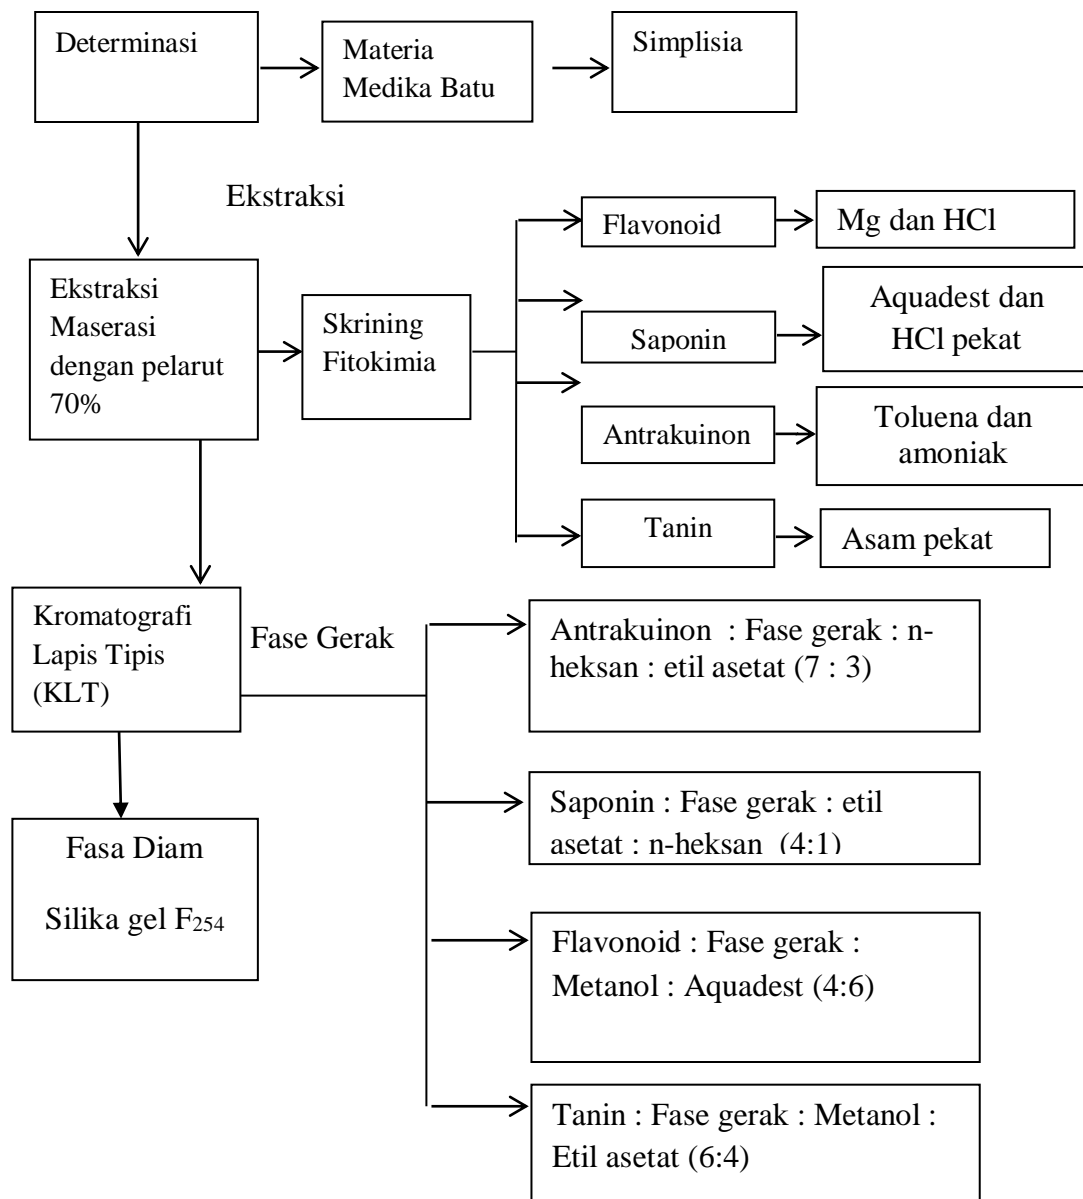 Determinasi
Materia
Medika Batu
Simplisia
Ekstraksi
Ekstraksi
Maserasi
dengan pelarut
70%
Skrining
Fitokimia
Flavonoid
Mg dan HCl
Saponin
Aquadest dan
HCl pekat
Antrakuinon
Toluena dan
amoniak
Tanin
Asam pekat
Kromatografi
Lapis Tipis
(KLT)
Fase Gerak
Antrakuinon : Fase gerak : n-
heksan : etil asetat (7 : 3)
Saponin : Fase gerak : etil
asetat : n-heksan (4:1)
Fasa Diam
Silika gel F₂₅₄
Flavonoid : Fase gerak :
Metanol : Aquadest (4:6)
Tanin : Fase gerak : Metanol :
Etil asetat (6:4)